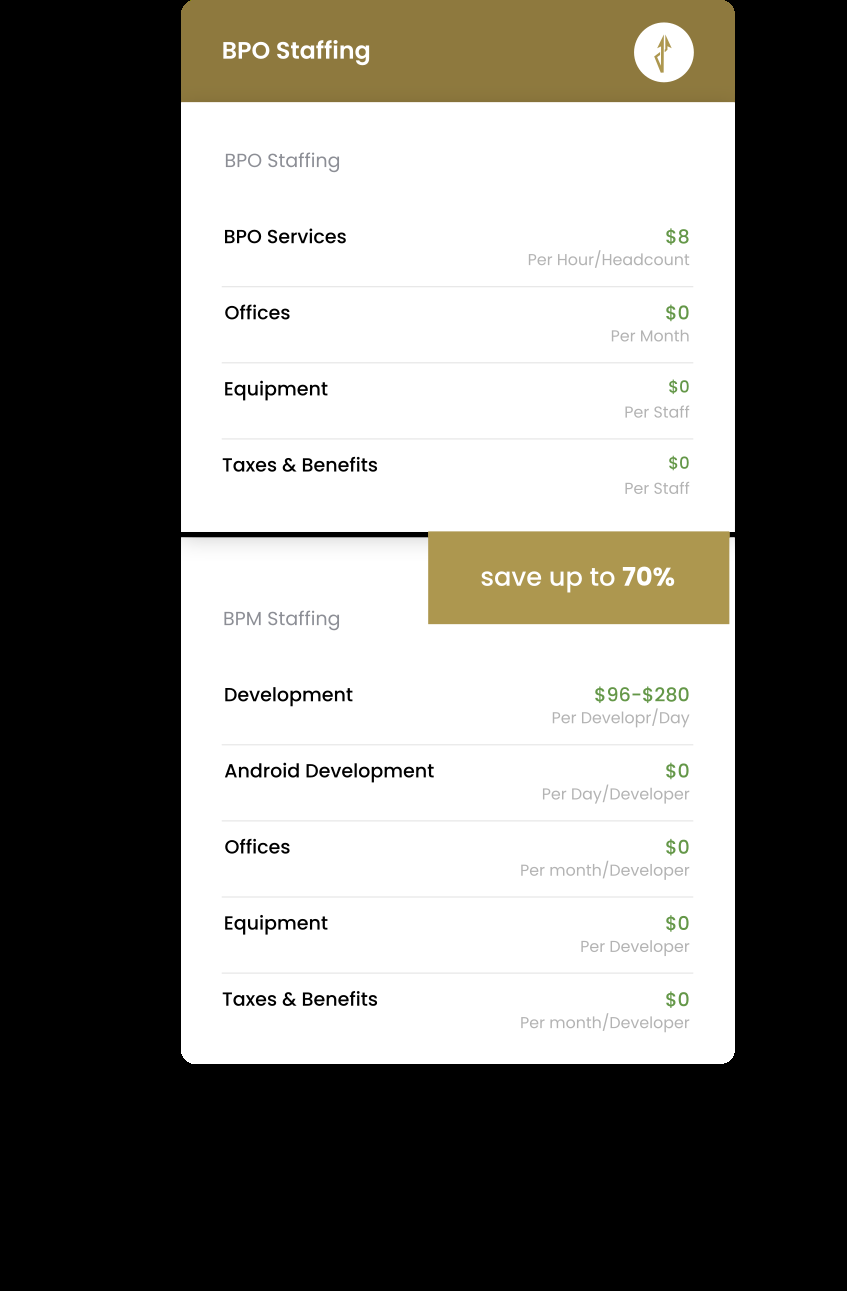 BPO Staffing
BPO Staffing
BPO Services $8
Per Hour/Headcount
Offices $0
Per Month
Equipment $0
Per Staff
Taxes & Benefits $0
Per Staff
save up to 70%
BPM Staffing
Development $96-$280
Per Developr/Day
Android Development $0
Per Day/Developer
Offices $0
Per month/Developer
Equipment $0
Per Developer
Taxes & Benefits $0
Per month/Developer